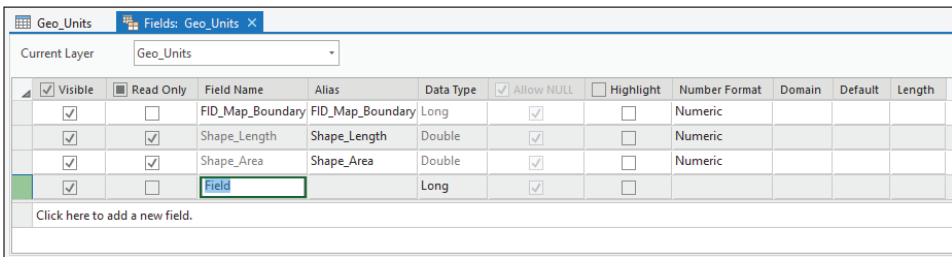 Geo_Units Fields: Geo_Units
Current Layer Geo_Units
Visible Read Only Field Name Alias Data Type Allow NULL Highlight Number Format Domain Default Length
FID_Map_Boundary FID_Map_Boundary Long Numeric
Shape_Length Shape_Length Double Numeric
Shape_Area Shape_Area Double Numeric
Field Long
Click here to add a new field.